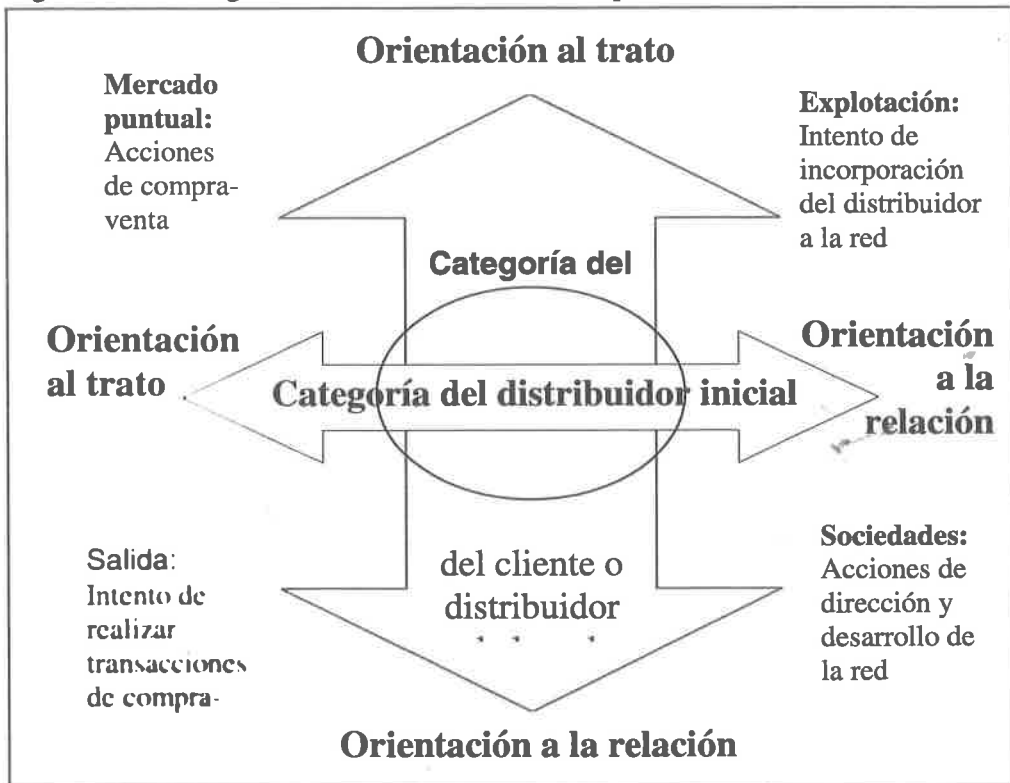 Orientación al trato
Mercado
puntual:
Acciones
de compra-
venta
Explotación:
Intento de
incorporación
del distribuidor
a la red
Categoría del
Orientación
al trato
Categoría del distribuidor inicial
Orientación
a la
relación
Salida:
Intento de
realizar
transacciones
de compra-
del cliente o
distribuidor
Sociedades:
Acciones de
dirección y
desarrollo de
la red
Orientación a la relación